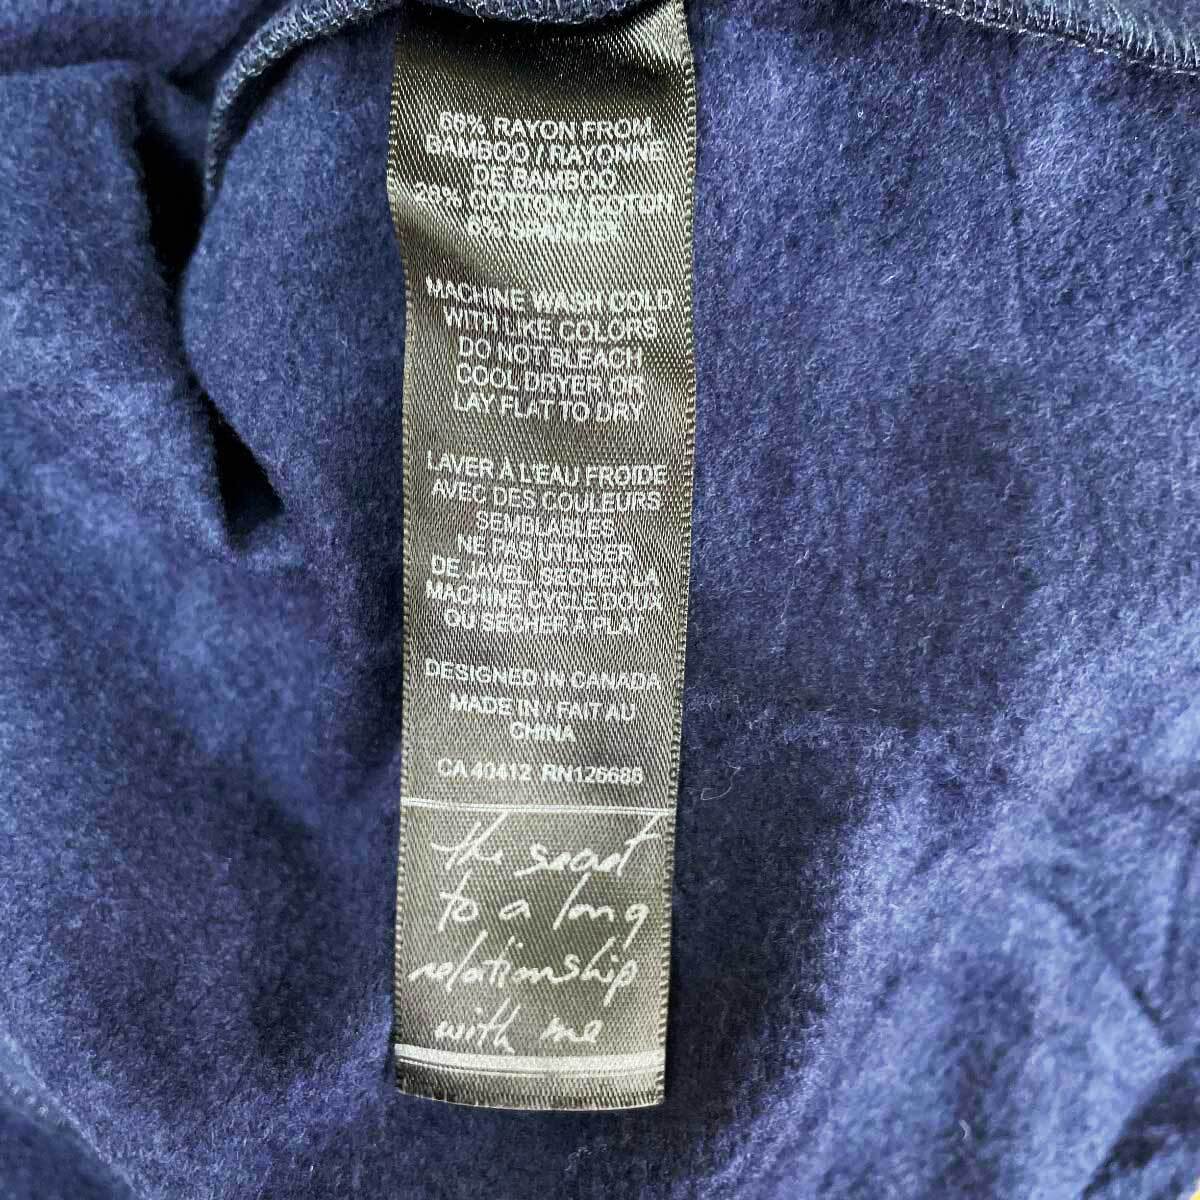 66% RAYON FROM
BAMBOO / RAYONNE
DE BAMBOO
28% COTTON / COTON
6% SPANDEX
MACHINE WASH COLD
WITH LIKE COLORS
DO NOT BLEACH
COOL DRYER OR
LAY FLAT TO DRY
LAVER À L'EAU FROIDE
AVEC DES COULEURS
SEMBLABLES
NE PAS UTILISER
DE JAVEL, SECHER LA
MACHINE CYCLE DOUX
OU SECHER A PLAT
DESIGNED IN CANADA
MADE IN / FAIT AU
CHINA
CA 40412 RN126686
the secret
to a long
relationship
with me